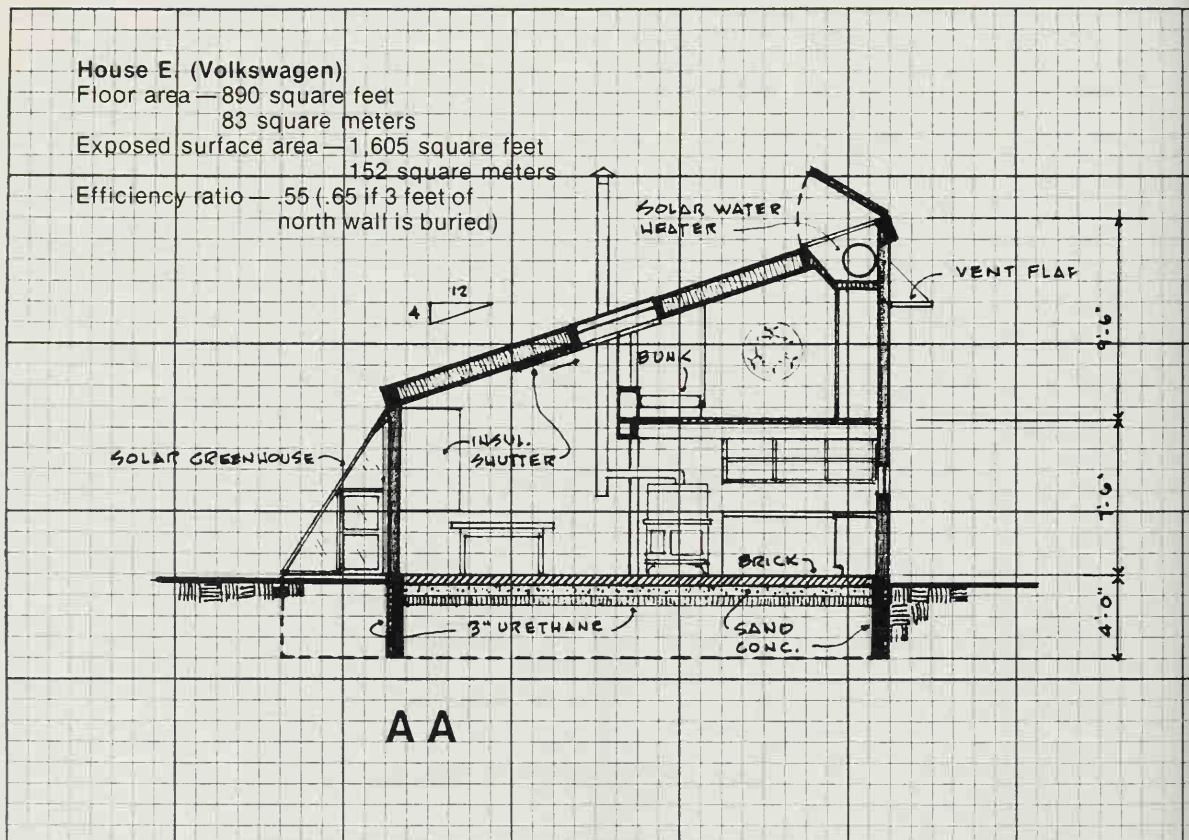 House E. (Volkswagen)
Floor area — 890 square feet
83 square meters
Exposed surface area — 1,605 square feet
152 square meters
Efficiency ratio — .55 (.65 if 3 feet of
north wall is buried)
SOLAR WATER
HEATER
VENT FLAP
12
4
9'-6"
BUNK
INSUL.
SHUTTER
SOLAR GREENHOUSE
7'-6"
BRICK
3" URETHANE
SAND
CONC.
4'-0"
A A